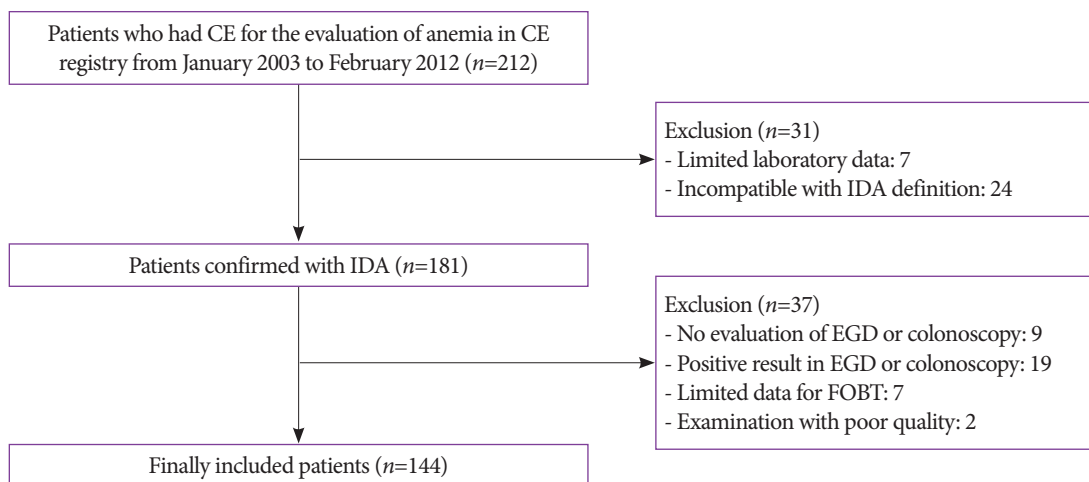 Patients who had CE for the evaluation of anemia in CE
registry from January 2003 to February 2012 (n=212)
Exclusion (n=31)
- Limited laboratory data: 7
- Incompatible with IDA definition: 24
Patients confirmed with IDA (n=181)
Exclusion (n=37)
- No evaluation of EGD or colonoscopy: 9
- Positive result in EGD or colonoscopy: 19
- Limited data for FOBT: 7
- Examination with poor quality: 2
Finally included patients (n=144)